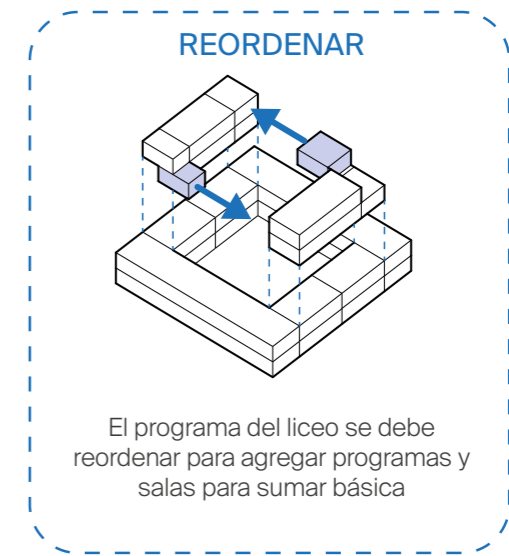 REORDENAR
El programa del liceo se debe
reordenar para agregar programas y
salas para sumar básica